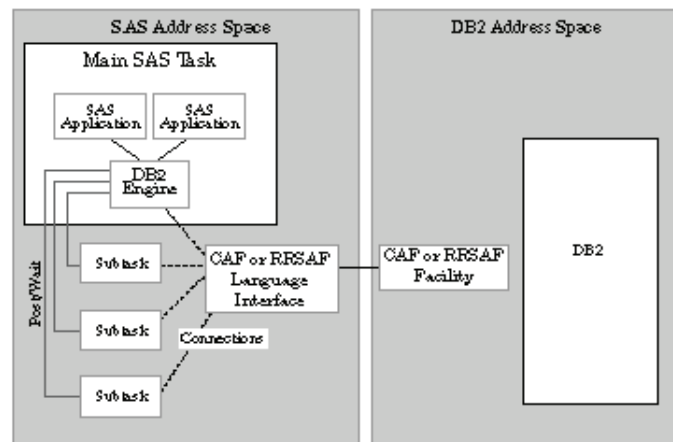 SAS Address Space
DB2 Address Space
Main SAS Task
SAS
Application
SAS
Application
DB2
Engine
Subtask
CAF or RRSAF
Language
Interface
CAF or RRSAF
Facility
DB2
Post/Wait
Subtask
Connections
Subtask